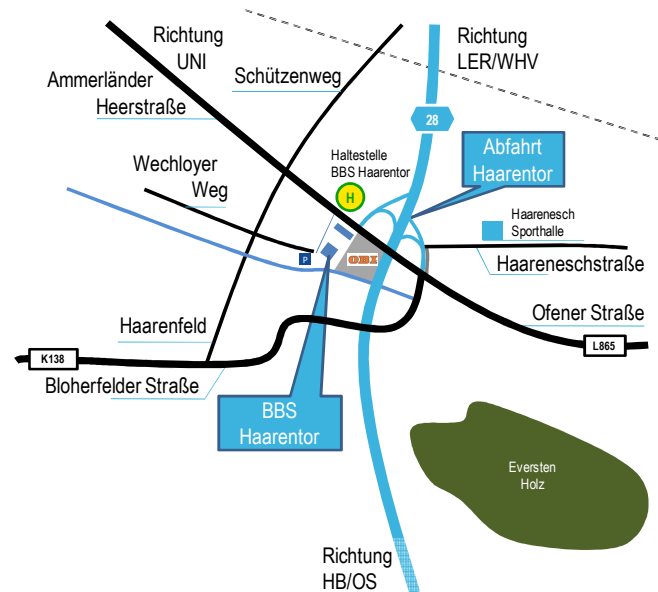 Richtung
UNI
Richtung
LER/WHV
Ammerländer
Heerstraße
Schützenweg
28
Abfahrt
Haarentor
Haltestelle
BBS Haarentor
Wechloyer
Weg
H
Haarenesch
Sporthalle
P
OBI
Haareneschstraße
Haarenfeld
Ofener Straße
K138
L865
Bloherfelder Straße
BBS
Haarentor
Eversten
Holz
Richtung
HB/OS